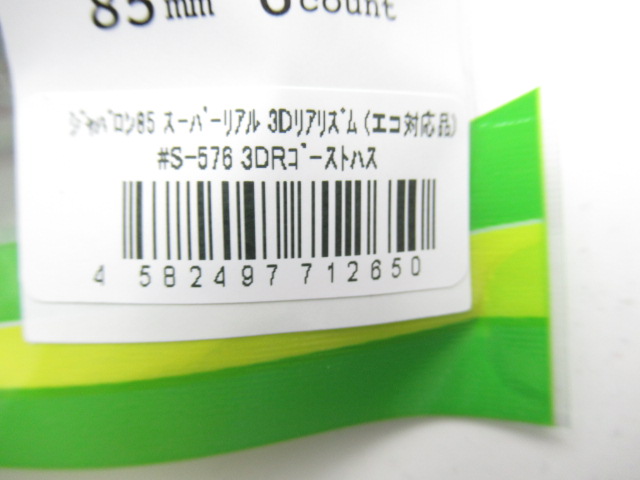 85mm 6count
ｼﾞｬﾊﾞﾛﾝ85 ｽｰﾊﾟｰﾘｱﾙ 3Dﾘｱﾘｽﾞﾑ(エコ対応品)
#S-576 3DRｺﾞｰｽﾄﾊｽ
4 582497 712650